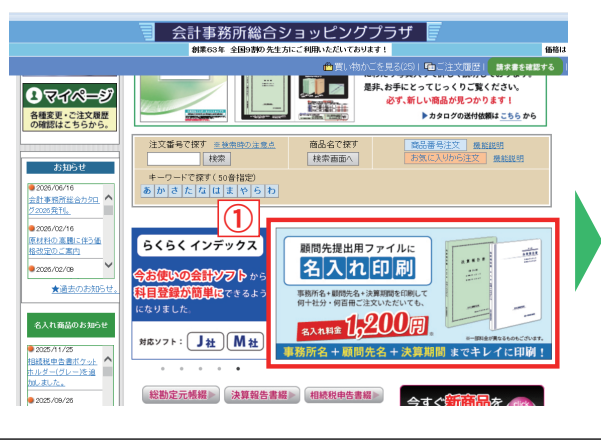 会計事務所総合ショッピングプラザ
創業63年 全国9割の先生方にご利用いただいております！
価格は
買い物かごを見る(25)
ご注文履歴
請求書を確認する
是非、お手にとってじっくりご覧ください。
必ず、新しい商品が見つかります！
▶カタログの送付依頼はこちらから
マイページ
各種変更・ご注文履歴
の確認はこちらから。
お知らせ
2026/06/16
会計事務所総合カタロ
グ2026発刊。
2026/02/16
原材料の高騰に伴う価
格改定のご案内
2026/02/09
★過去のお知らせ。
名入れ商品のお知らせ
2025/11/25
相続税申告書ポケット
ホルダー(グレー)を追
加しました。
2025/09/26
注文番号で探す ※検索時の注意点
検索
商品名で探す
検索画面へ
商品番号注文 機能説明
お気に入りから注文 機能説明
キーワードで探す(50音指定)
あ か さ た な は ま や ら わ
①
らくらくインデックス
今お使いの会計ソフトから
科目登録が簡単にできるよう
になりました。
対応ソフト： J社 M社
顧問先提出用ファイルに
名入れ印刷
事務所名＋顧問先名＋決算期間を印刷して
何十社分・何百冊ご注文いただいても、
名入れ料金 1,200円
※一部料金が異なるものもございます。
事務所名＋顧問先名＋決算期間 までキレイに印刷！
総勘定元帳編
決算報告書編
相続税申告書編
今すぐ新商品を